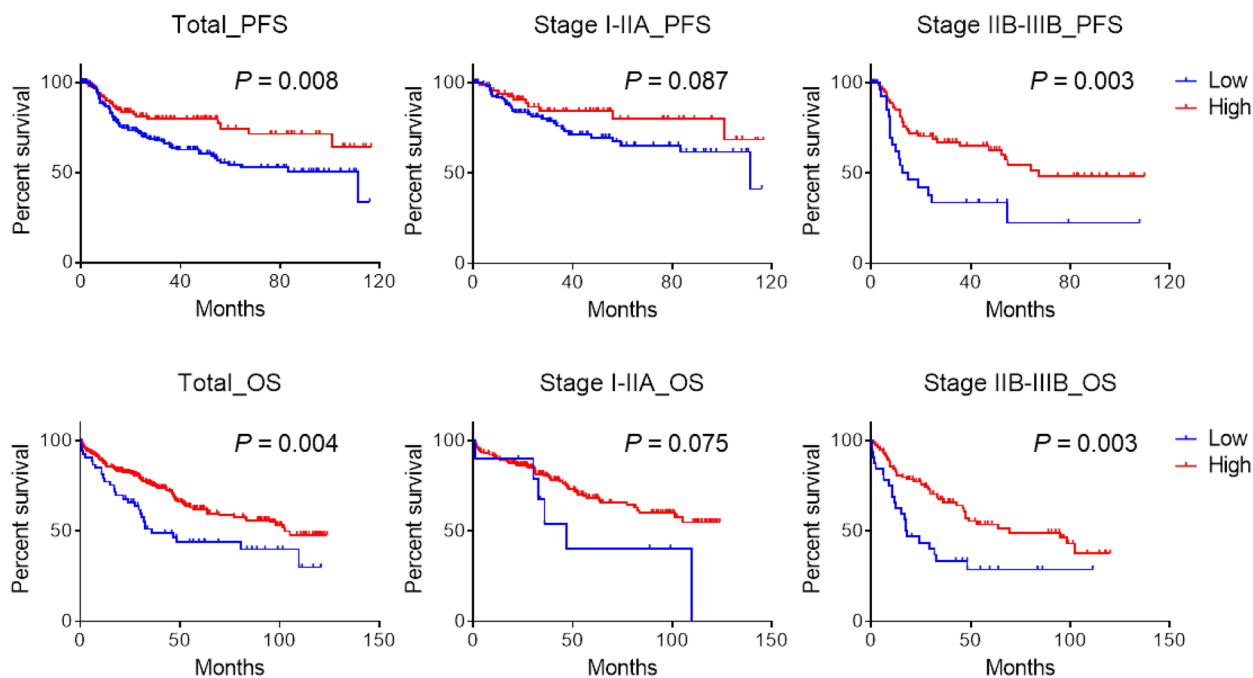 Total_PFS
Stage I-IIA_PFS
Stage IIB-IIIB_PFS
P = 0.008
P = 0.087
P = 0.003
Low
High
Percent survival
100
50
0
0 40 80 120
Months
Percent survival
100
50
0
0 40 80 120
Months
Percent survival
100
50
0
0 40 80 120
Months
Total_OS
Stage I-IIA_OS
Stage IIB-IIIB_OS
P = 0.004
P = 0.075
P = 0.003
Low
High
Percent survival
100
50
0
0 50 100 150
Months
Percent survival
100
50
0
0 50 100 150
Months
Percent survival
100
50
0
0 50 100 150
Months